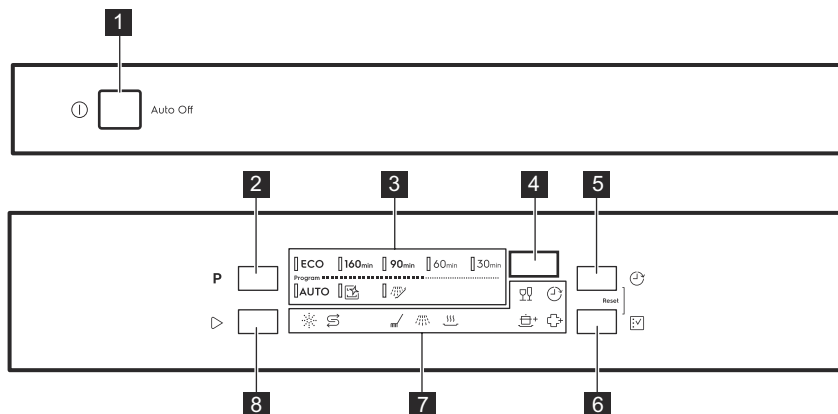 1
Auto Off
2 3 4 5
ECO 160min 90min 60min 30min
P
Program
AUTO
Reset
8 7 6